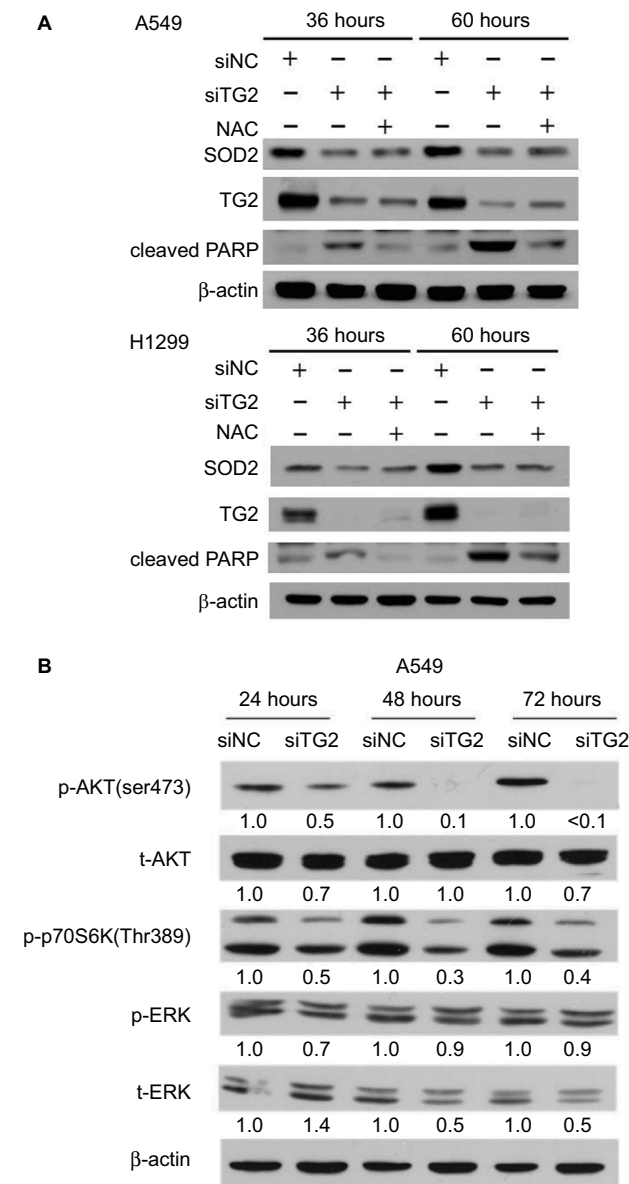 A
A549
36 hours 60 hours
siNC + – – + – –
siTG2 – + + – + +
NAC – – + – – +
SOD2
TG2
cleaved PARP
β-actin
H1299
36 hours 60 hours
siNC + – – + – –
siTG2 – + + – + +
NAC – – + – – +
SOD2
TG2
cleaved PARP
β-actin
B
A549
24 hours 48 hours 72 hours
siNC siTG2 siNC siTG2 siNC siTG2
p-AKT(ser473)
1.0 0.5 1.0 0.1 1.0 <0.1
t-AKT
1.0 0.7 1.0 1.0 1.0 0.7
p-p70S6K(Thr389)
1.0 0.5 1.0 0.3 1.0 0.4
p-ERK
1.0 0.7 1.0 0.9 1.0 0.9
t-ERK
1.0 1.4 1.0 0.5 1.0 0.5
β-actin